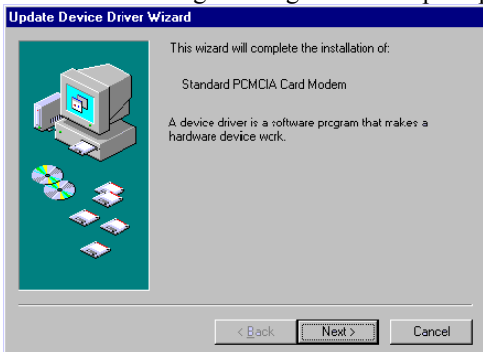 Update Device Driver Wizard
This wizard will complete the installation of:
Standard PCMCIA Card Modem
A device driver is a software program that makes a
hardware device work.
< Back
Next >
Cancel